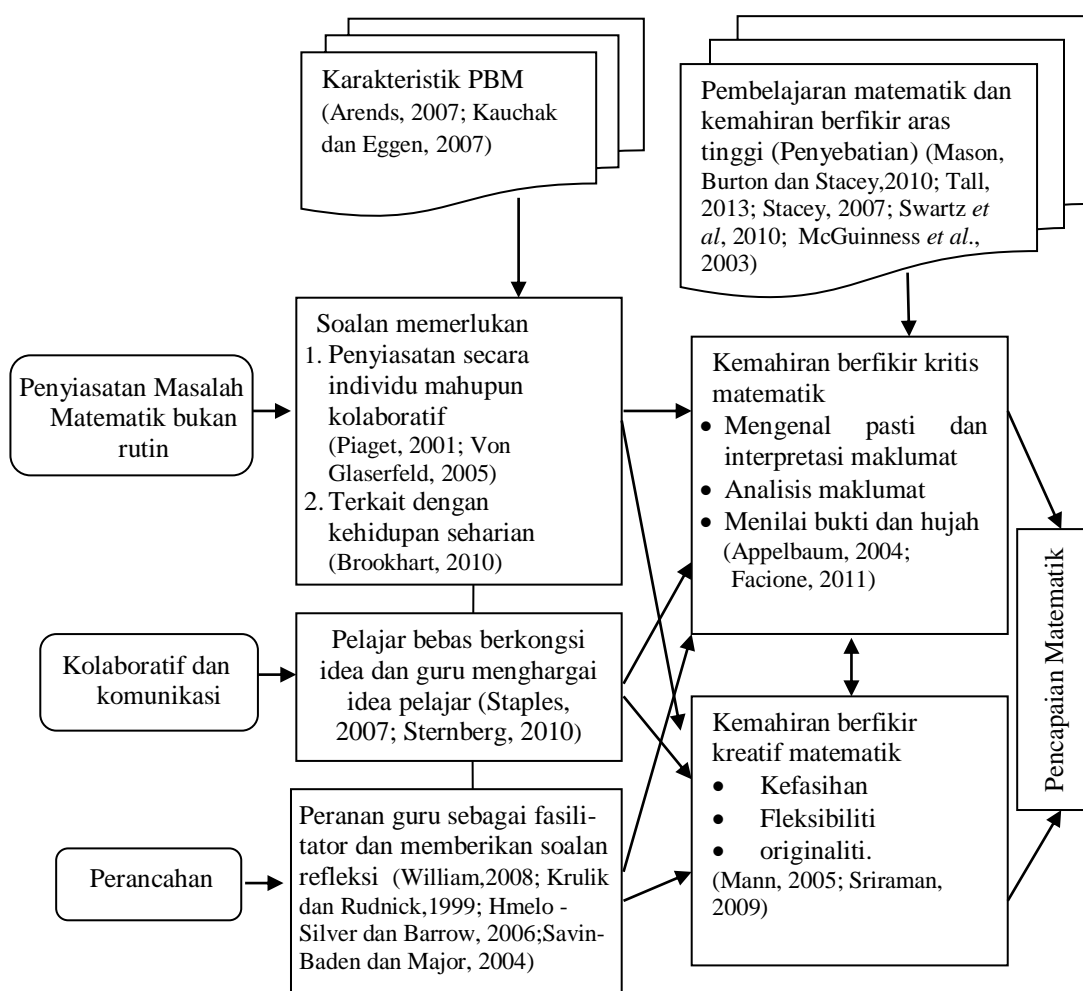 Karakteristik PBM
(Arends, 2007; Kauchak
dan Eggen, 2007)
Pembelajaran matematik dan
kemahiran berfikir aras
tinggi (Penyebatian) (Mason,
Burton dan Stacey,2010; Tall,
2013; Stacey, 2007; Swartz et
al, 2010; McGuinness et al.,
2003)
Penyiasatan Masalah
Matematik bukan
rutin
Soalan memerlukan
1. Penyiasatan secara
individu mahupun
kolaboratif
(Piaget, 2001; Von
Glaserfeld, 2005)
2. Terkait dengan
kehidupan seharian
(Brookhart, 2010)
Kemahiran berfikir kritis
matematik
• Mengenal pasti dan
interpretasi maklumat
• Analisis maklumat
• Menilai bukti dan hujah
(Appelbaum, 2004;
Facione, 2011)
Kolaboratif dan
komunikasi
Pelajar bebas berkongsi
idea dan guru menghargai
idea pelajar (Staples,
2007; Sternberg, 2010)
Kemahiran berfikir
kreatif matematik
• Kefasihan
• Fleksibiliti
• originaliti.
(Mann, 2005; Sriraman,
2009)
Pencapaian Matematik
Perancahan
Peranan guru sebagai fasili-
tator dan memberikan soalan
refleksi (William,2008; Krulik
dan Rudnick,1999; Hmelo -
Silver dan Barrow, 2006;Savin-
Baden dan Major, 2004)